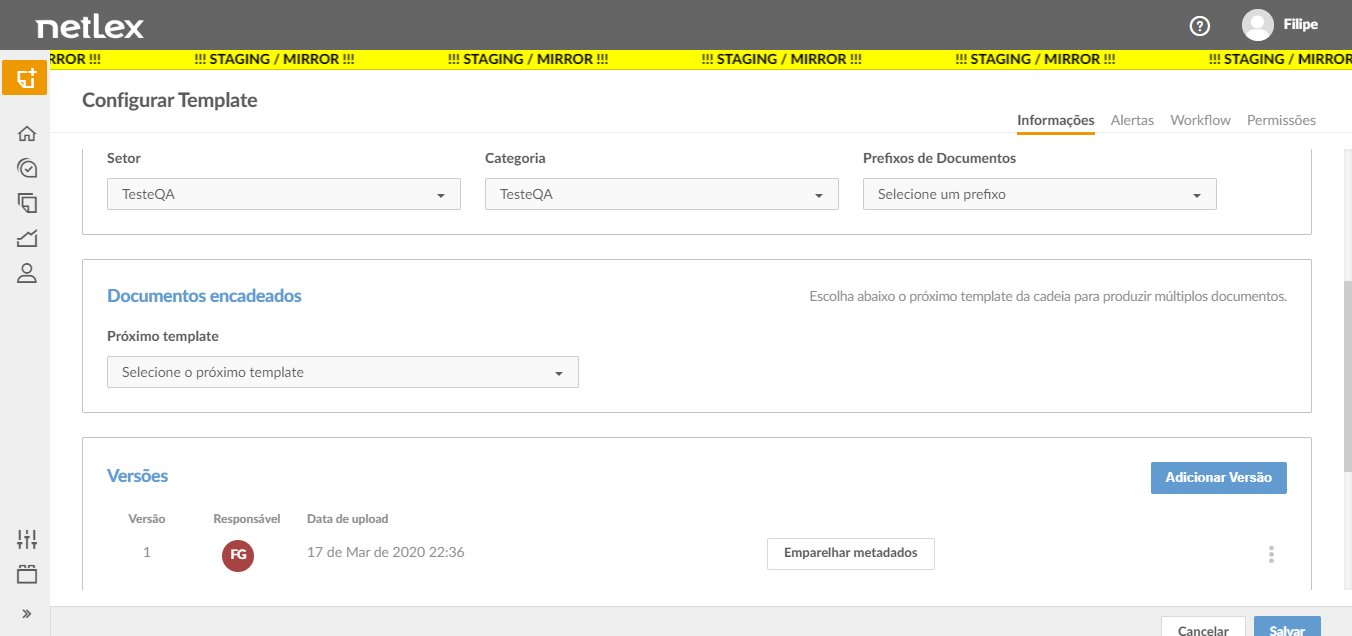 netlex
? Filipe
RROR !!! !!! STAGING / MIRROR !!! !!! STAGING / MIRROR !!! !!! STAGING / MIRROR !!! !!! STAGING / MIRROR !!! !!! STAGING / MIRROR
Configurar Template
Informações Alertas Workflow Permissões
Setor Categoria Prefixos de Documentos
TesteQA TesteQA Selecione um prefixo
Documentos encadeados Escolha abaixo o próximo template da cadeia para produzir múltiplos documentos.
Próximo template
Selecione o próximo template
Versões Adicionar Versão
Versão Responsável Data de upload
1 FG 17 de Mar de 2020 22:36 Emparelhar metadados
Cancelar Salvar